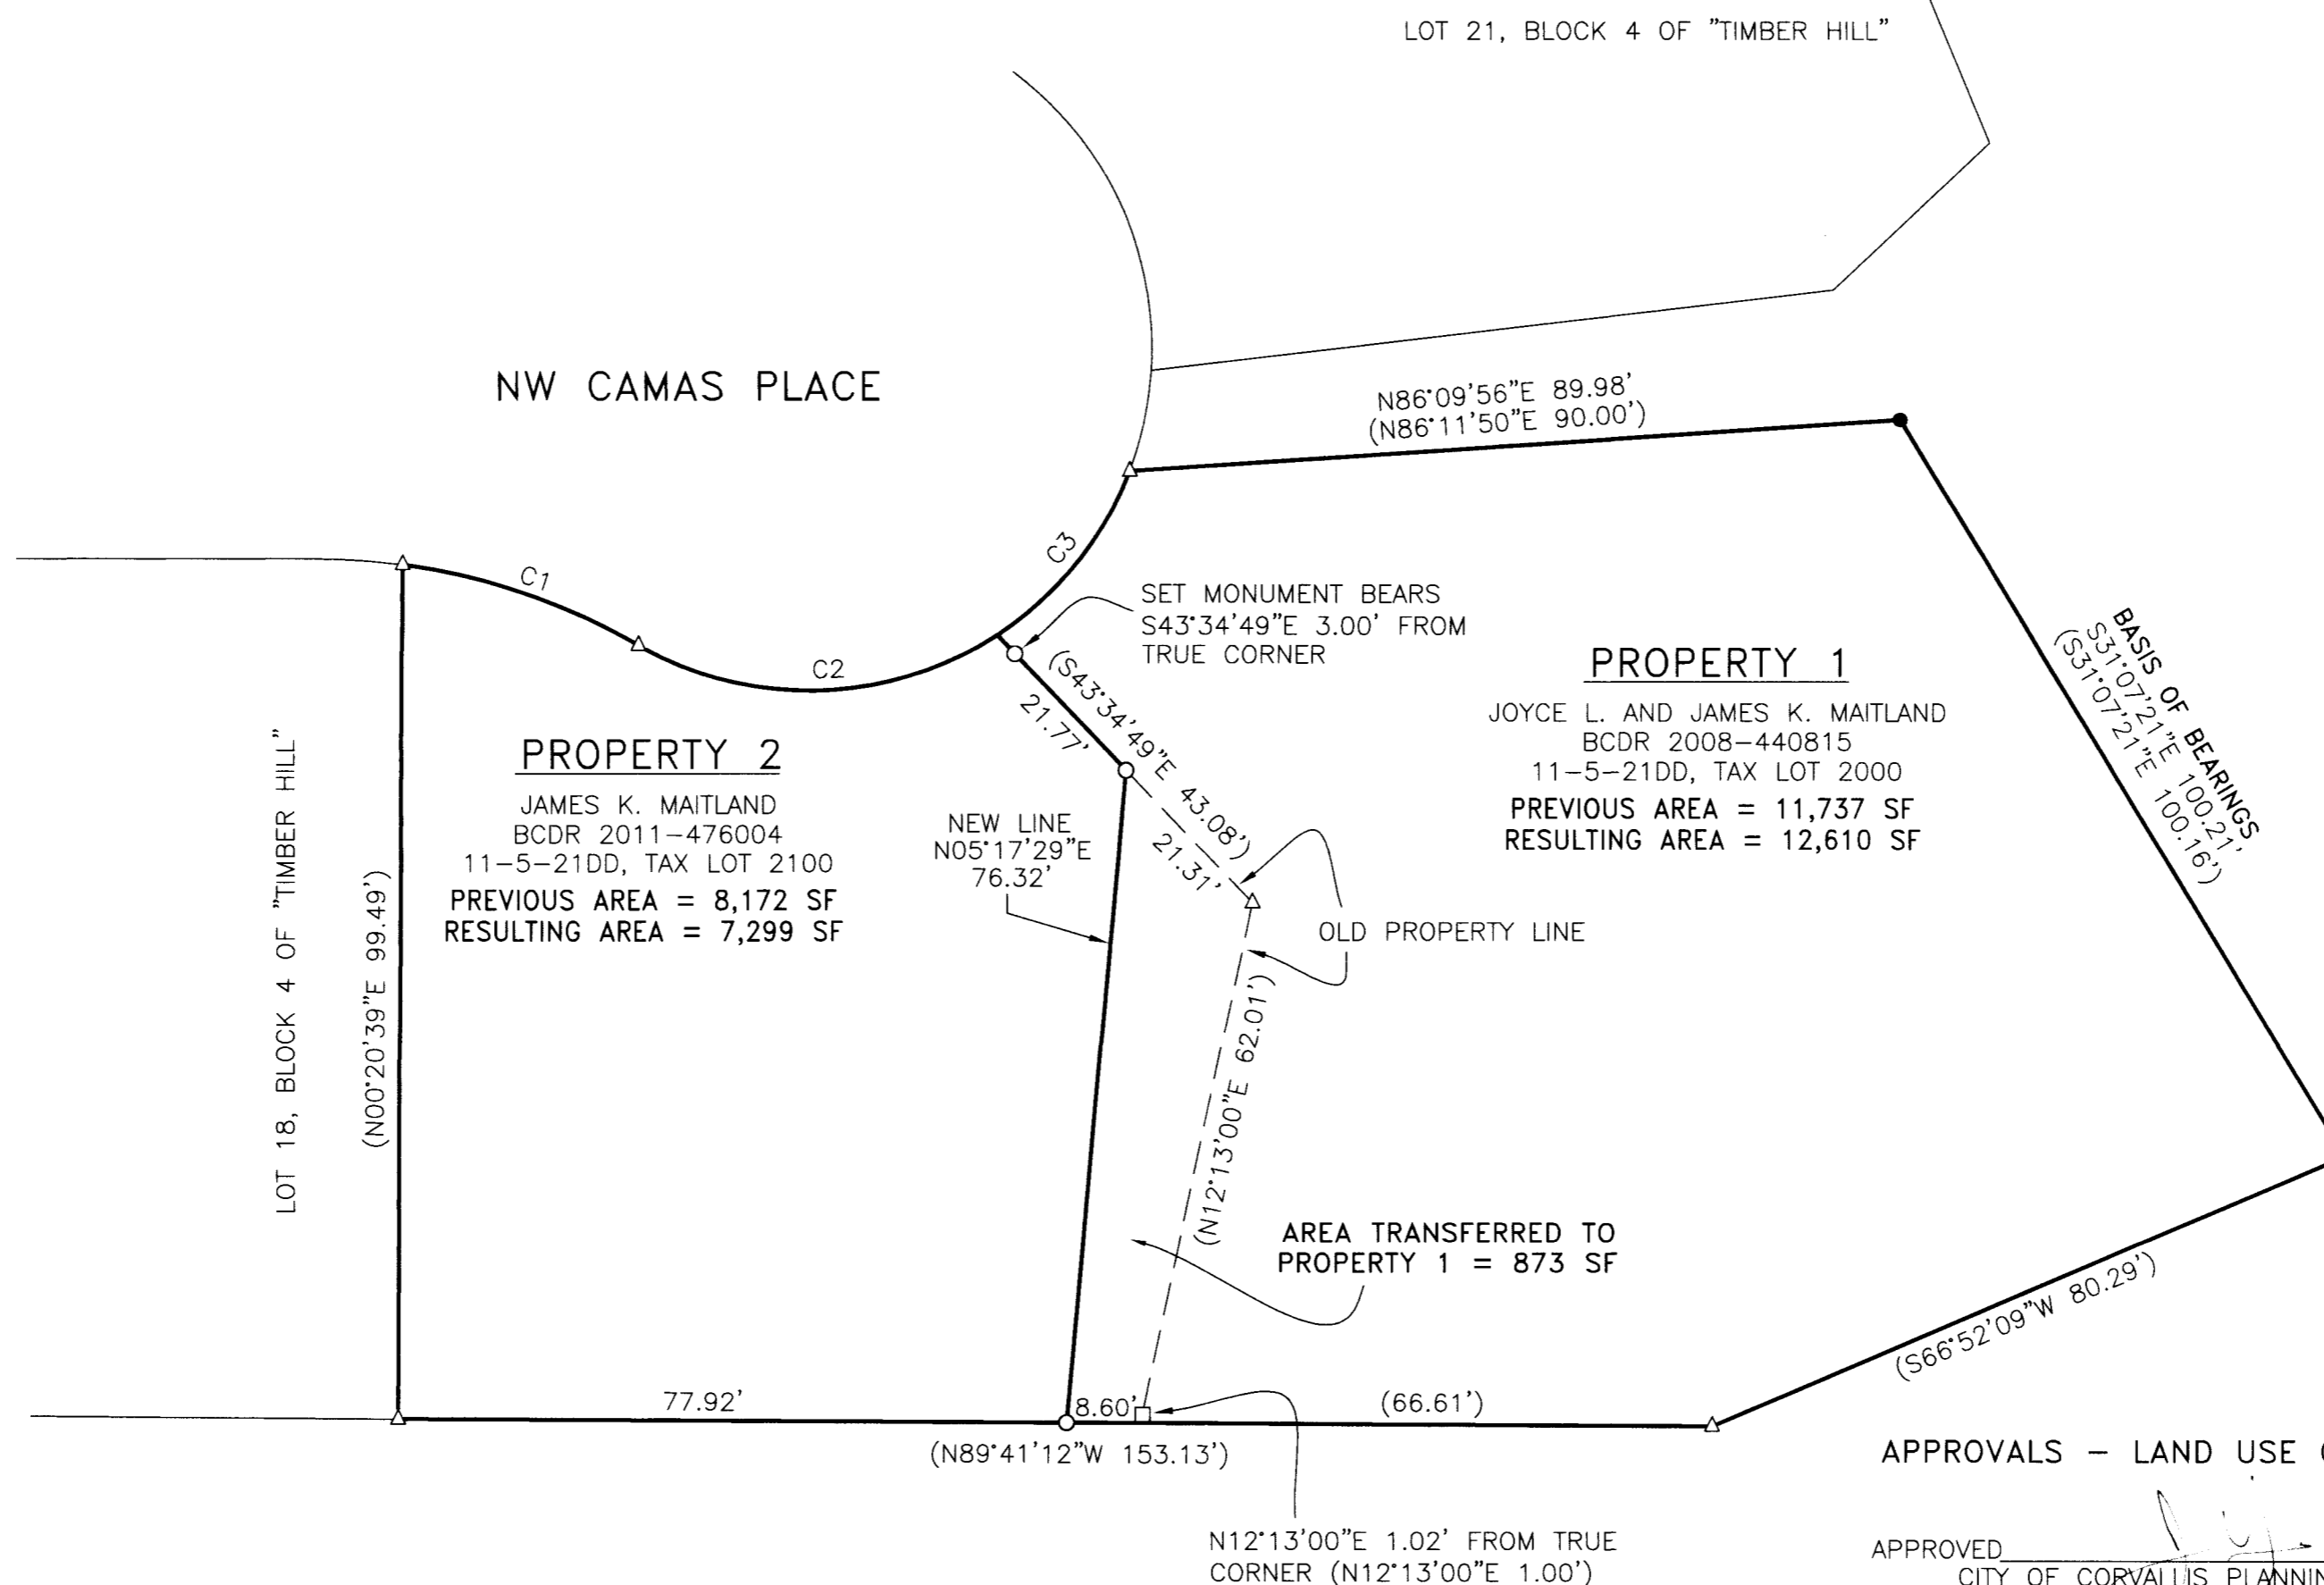 LOT 21, BLOCK 4 OF "TIMBER HILL"
NW CAMAS PLACE
N86°09'56"E 89.98'
(N86°11'50"E 90.00')
C1
C2
C3
SET MONUMENT BEARS
S43°34'49"E 3.00' FROM
TRUE CORNER
(S43°34'49"E 43.08')
21.77'
21.31'
PROPERTY 1
JOYCE L. AND JAMES K. MAITLAND
BCDR 2008-440815
11-5-21DD, TAX LOT 2000
PREVIOUS AREA = 11,737 SF
RESULTING AREA = 12,610 SF
BASIS OF BEARINGS
S31°07'21"E 100.21'
(S31°07'21"E 100.16')
PROPERTY 2
JAMES K. MAITLAND
BCDR 2011-476004
11-5-21DD, TAX LOT 2100
PREVIOUS AREA = 8,172 SF
RESULTING AREA = 7,299 SF
LOT 18, BLOCK 4 OF "TIMBER HILL"
(N00°20'39"E 99.49')
NEW LINE
N05°17'29"E
76.32'
OLD PROPERTY LINE
(N12°13'00"E 62.01')
AREA TRANSFERRED TO
PROPERTY 1 = 873 SF
(S66°52'09"W 80.29')
77.92'
8.60'
(66.61')
(N89°41'12"W 153.13')
N12°13'00"E 1.02' FROM TRUE
CORNER (N12°13'00"E 1.00')
APPROVALS - LAND USE
APPROVED
CITY OF CORVALLIS